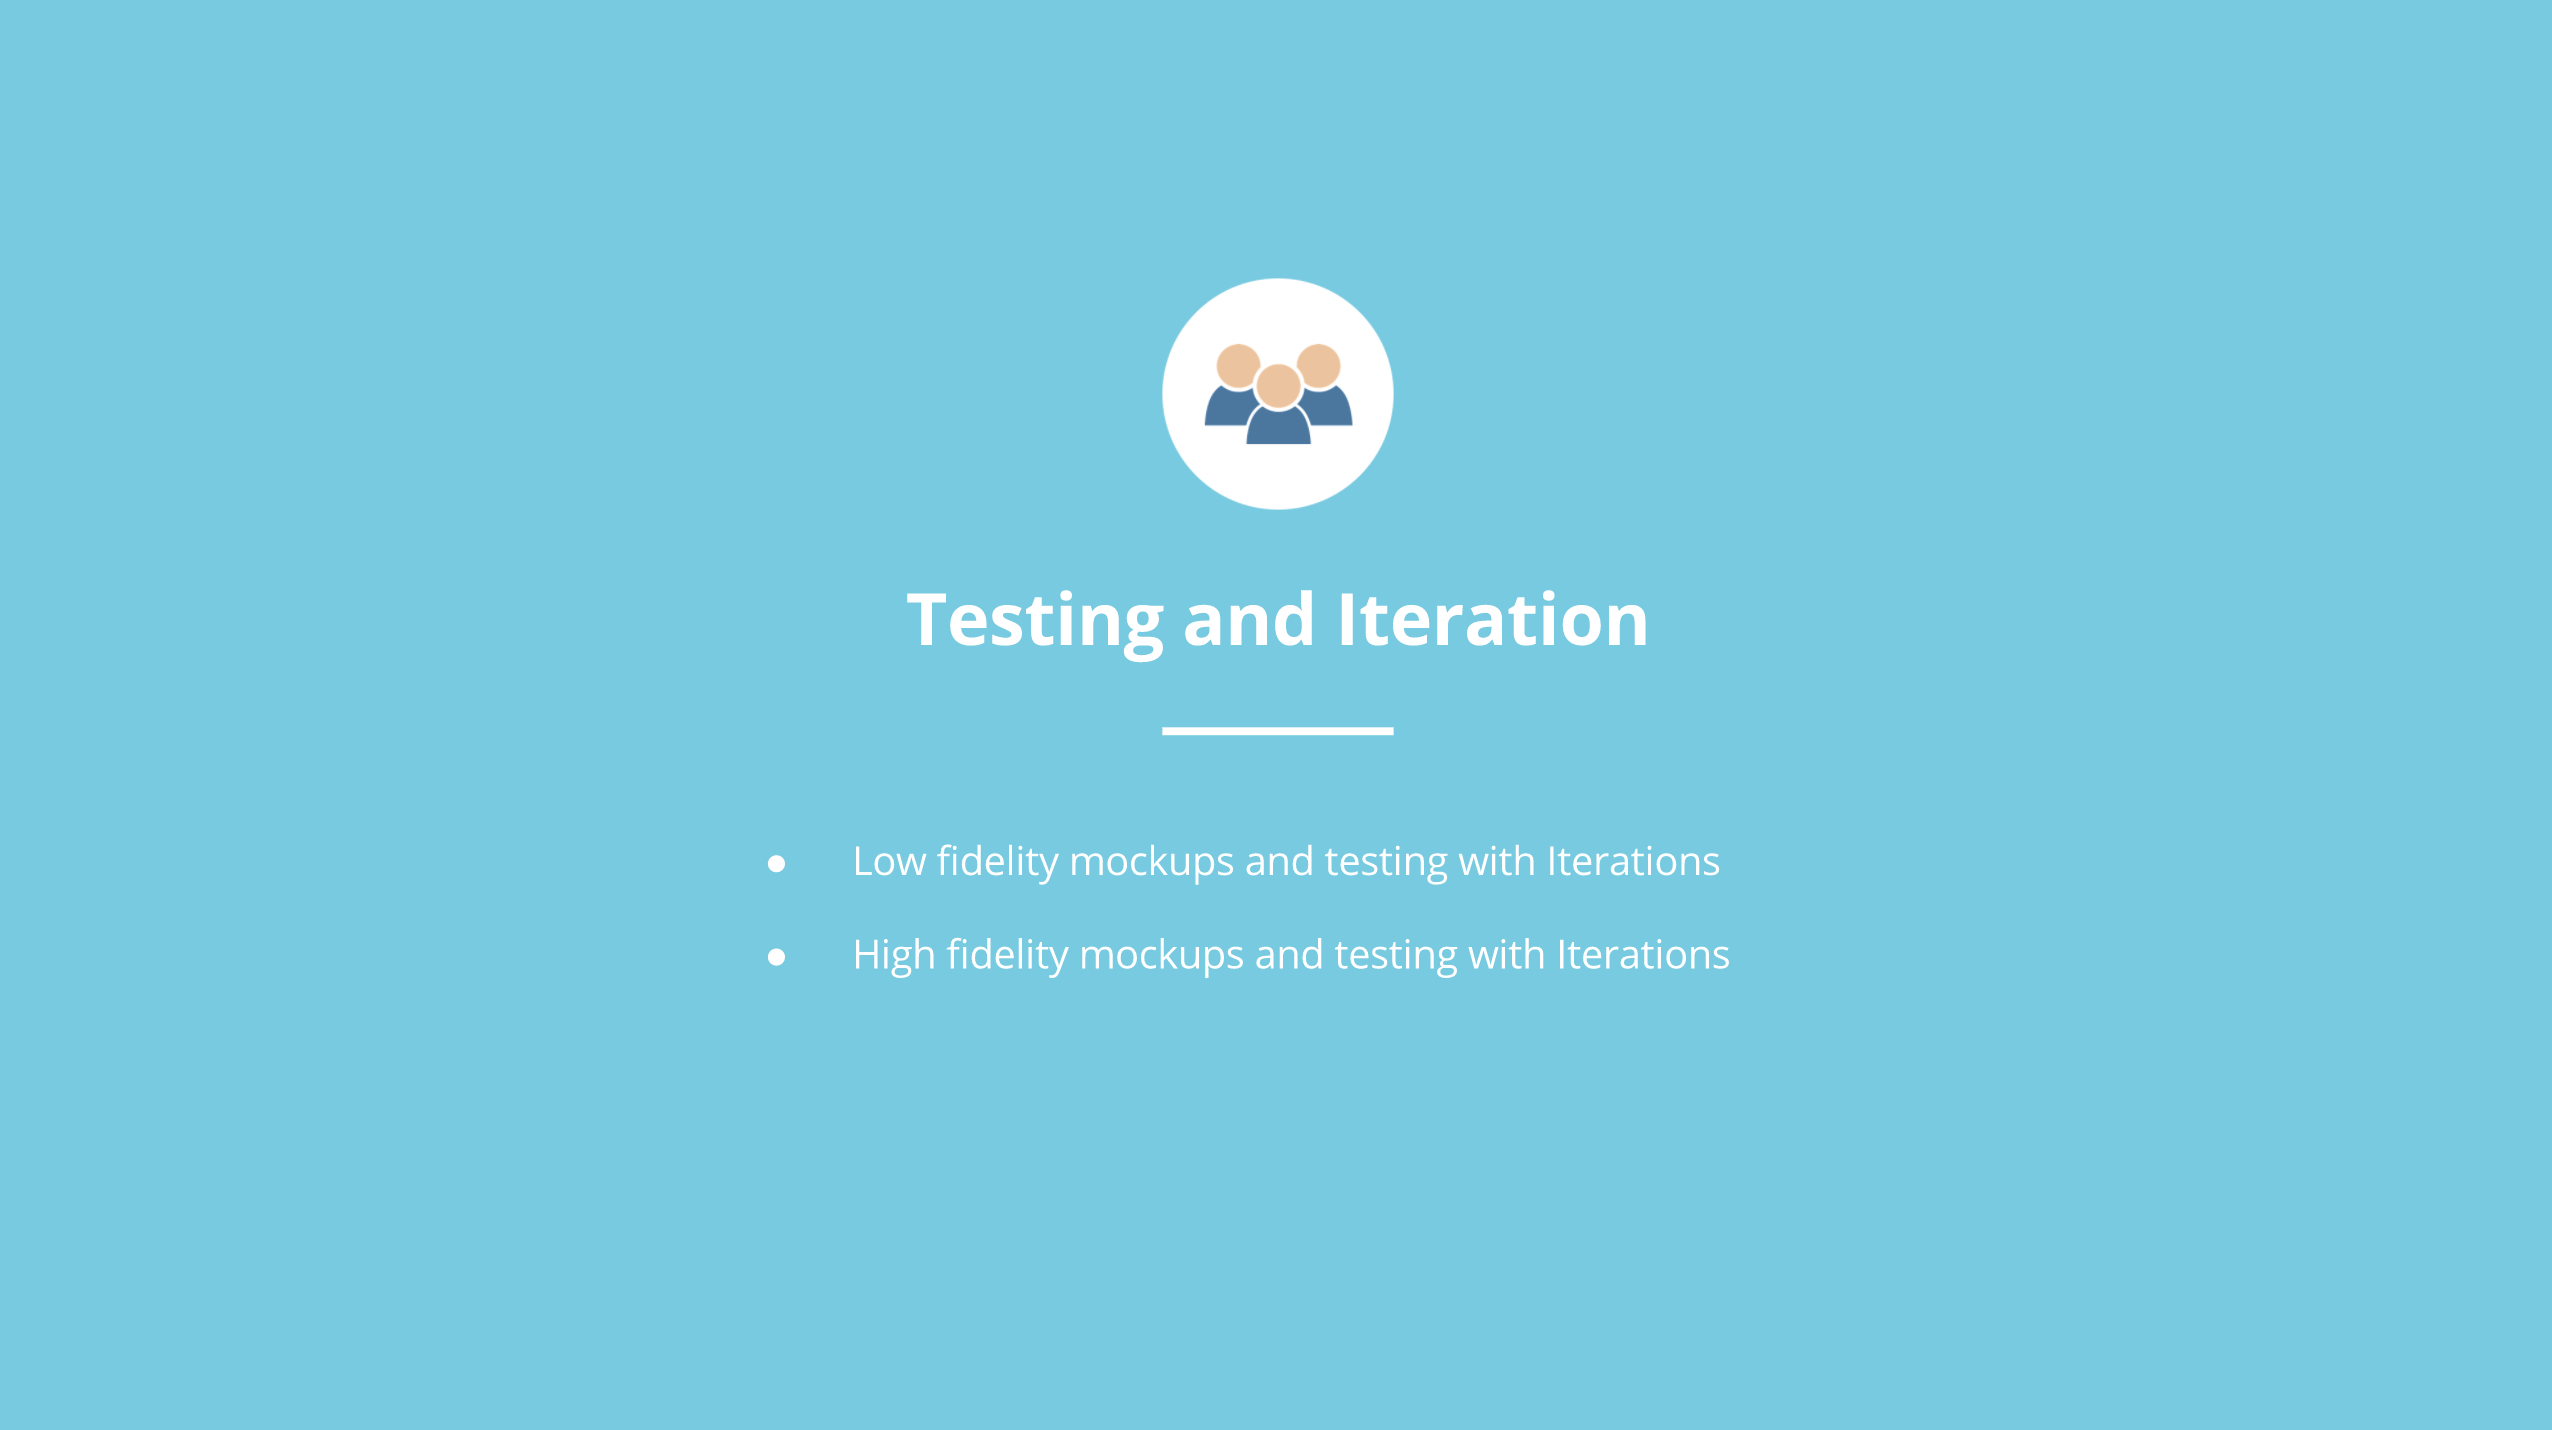 Testing and Iteration
● Low fidelity mockups and testing with Iterations
● High fidelity mockups and testing with Iterations